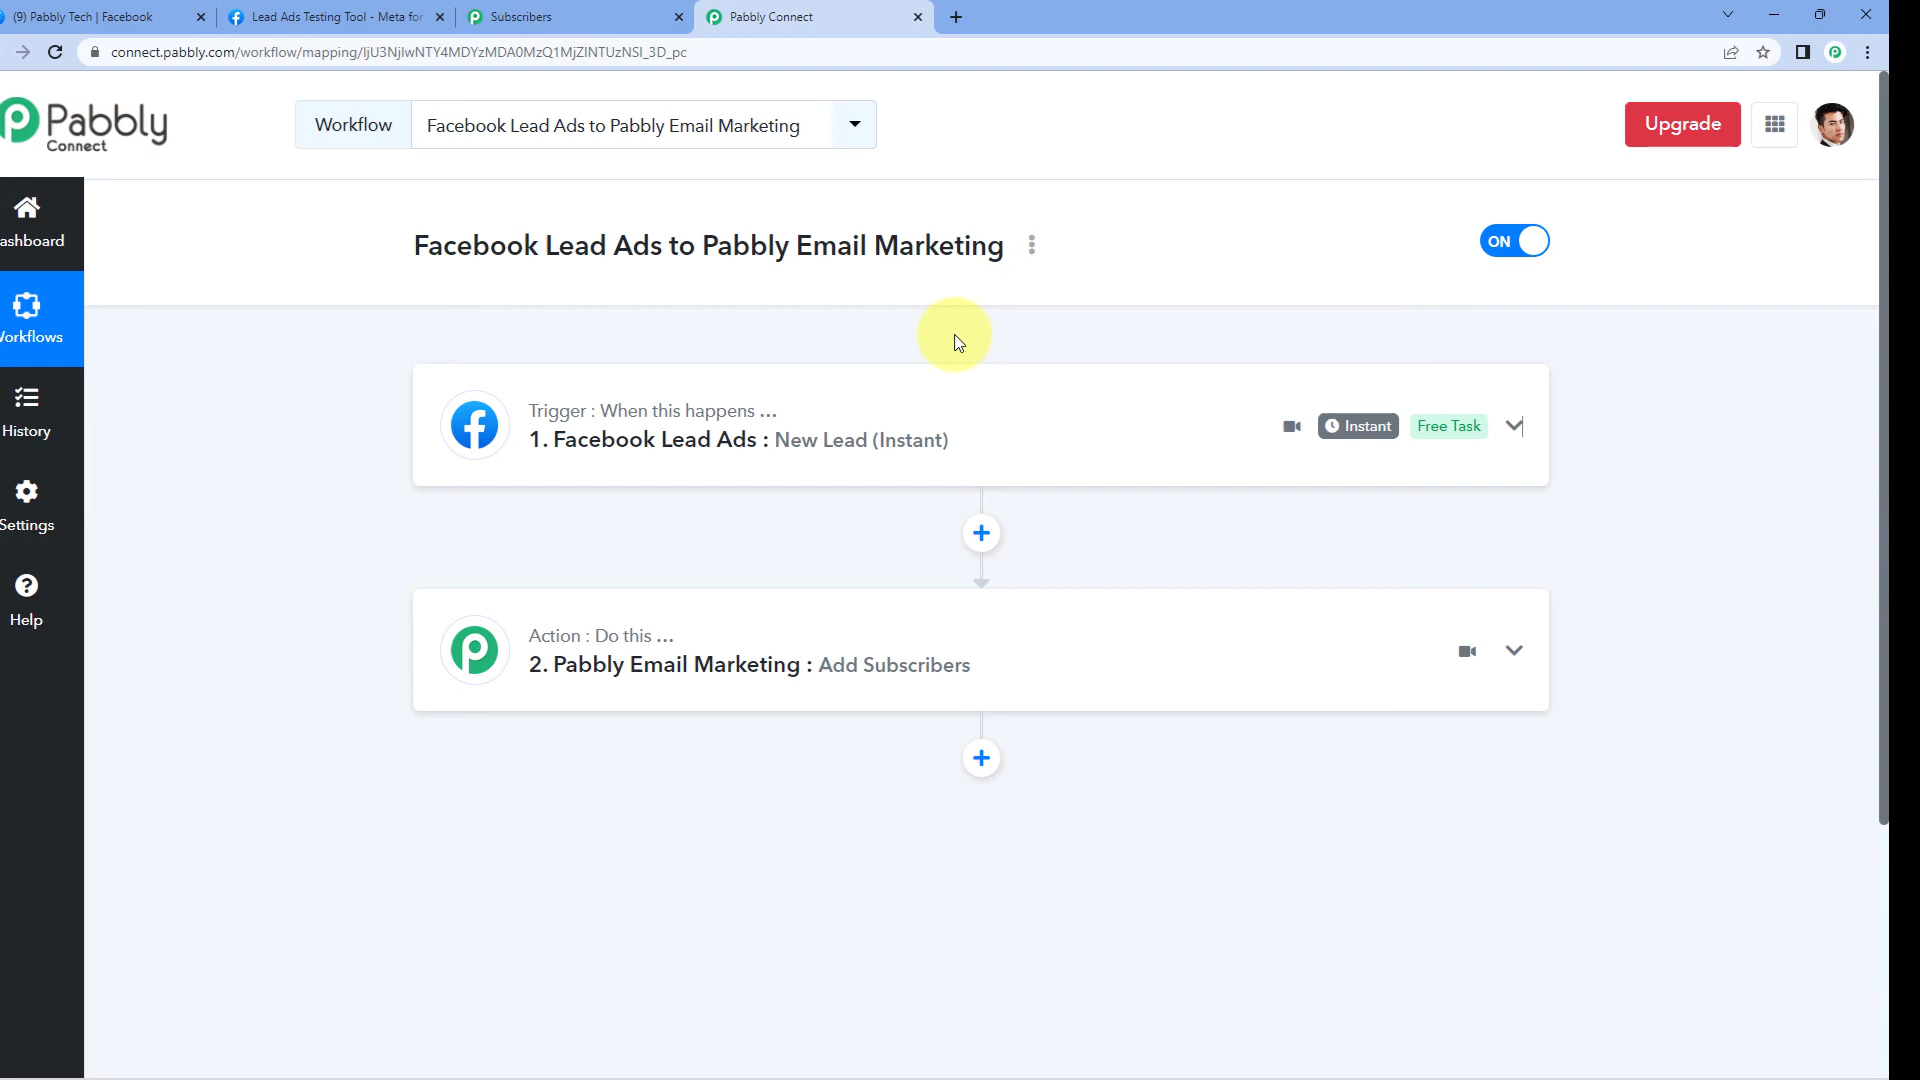 (9) Pabbly Tech | Facebook
Lead Ads Testing Tool - Meta for
Subscribers
Pabbly Connect
connect.pabbly.com/workflow/mapping/IjU3NjIwNTY4MDYzMDA0MzQ1MjZlNTUzNSI_3D_pc
Pabbly
Connect
Workflow
Facebook Lead Ads to Pabbly Email Marketing
Upgrade
ashboard
Workflows
History
Settings
Help
Facebook Lead Ads to Pabbly Email Marketing
ON
Trigger : When this happens ...
1. Facebook Lead Ads : New Lead (Instant)
Instant
Free Task
Action : Do this ...
2. Pabbly Email Marketing : Add Subscribers